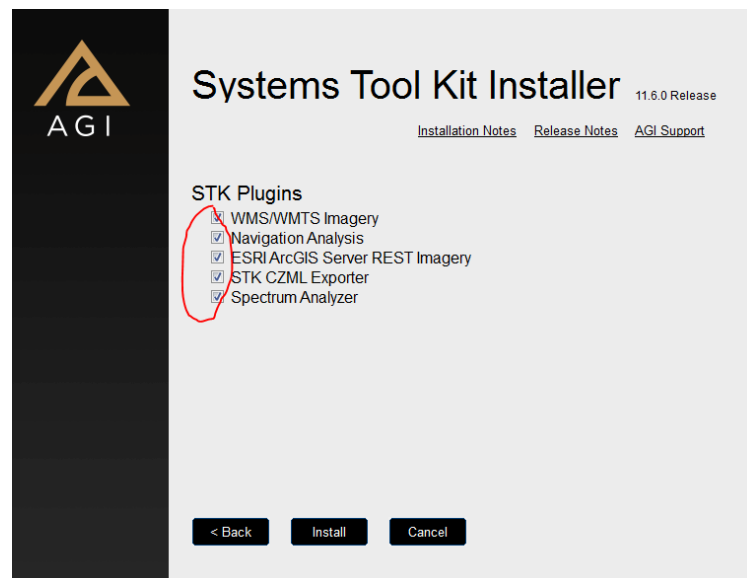 AGI
Systems Tool Kit Installer 11.6.0 Release
Installation Notes Release Notes AGI Support
STK Plugins
WMS/WMTS Imagery
Navigation Analysis
ESRI ArcGIS Server REST Imagery
STK CZML Exporter
Spectrum Analyzer
< Back Install Cancel